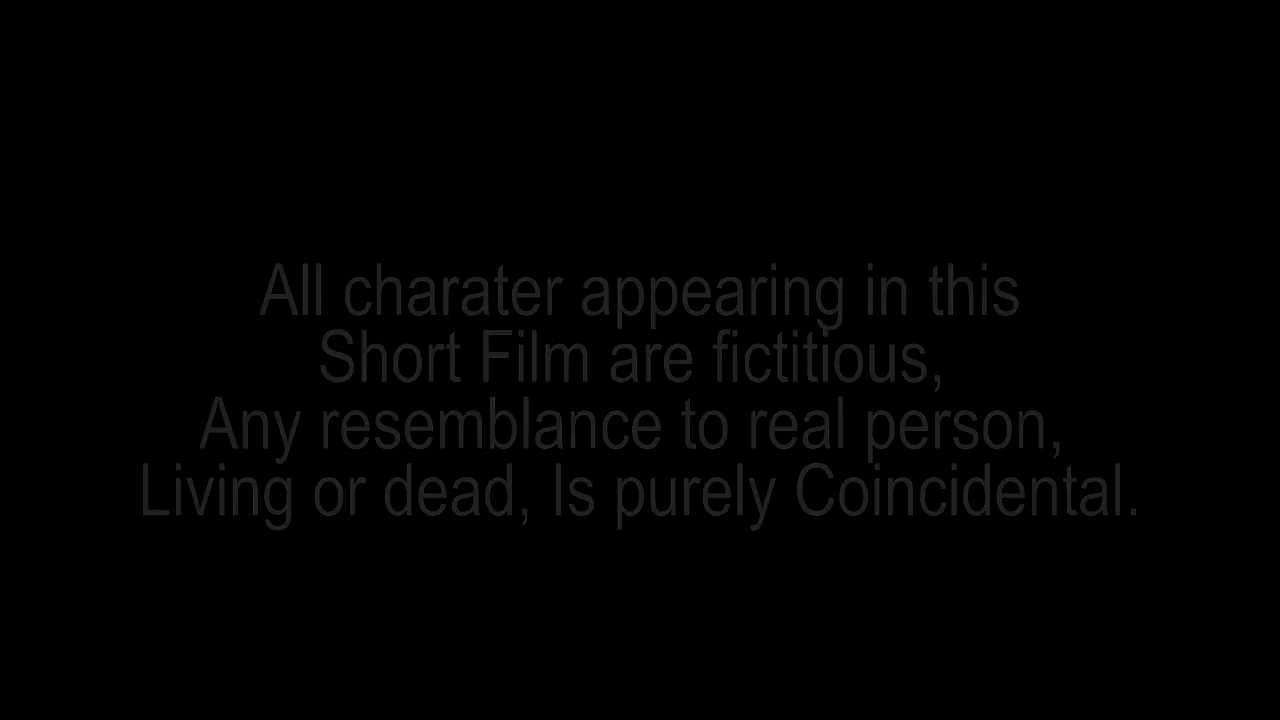 All charater appearing in this
Short Film are fictitious,
Any resemblance to real person,
Living or dead, Is purely Coincidental.